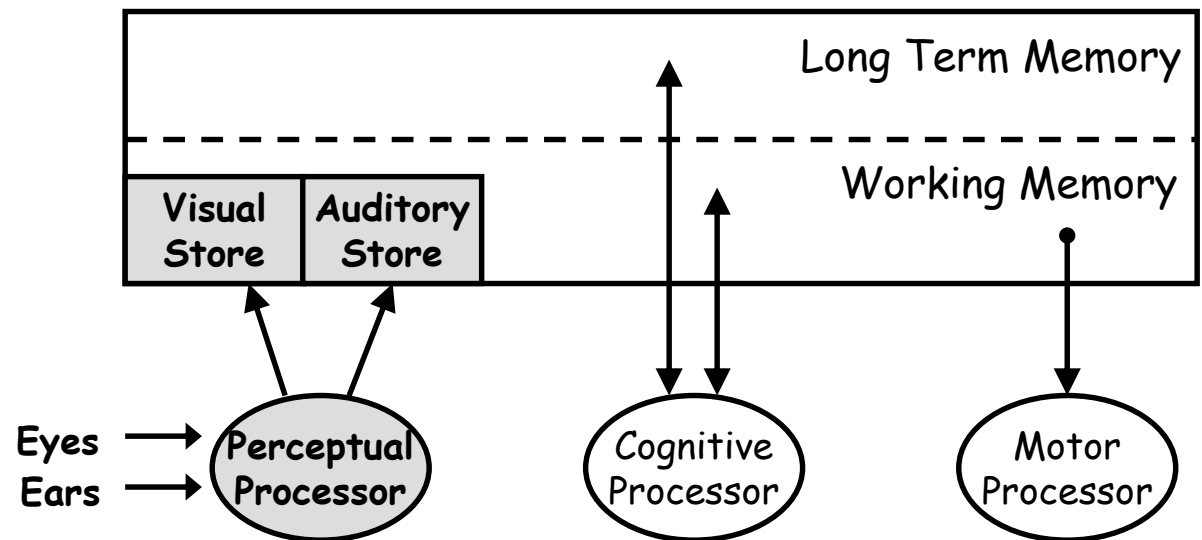 Long Term Memory
Working Memory
Visual
Store
Auditory
Store
Eyes
Ears
Perceptual
Processor
Cognitive
Processor
Motor
Processor